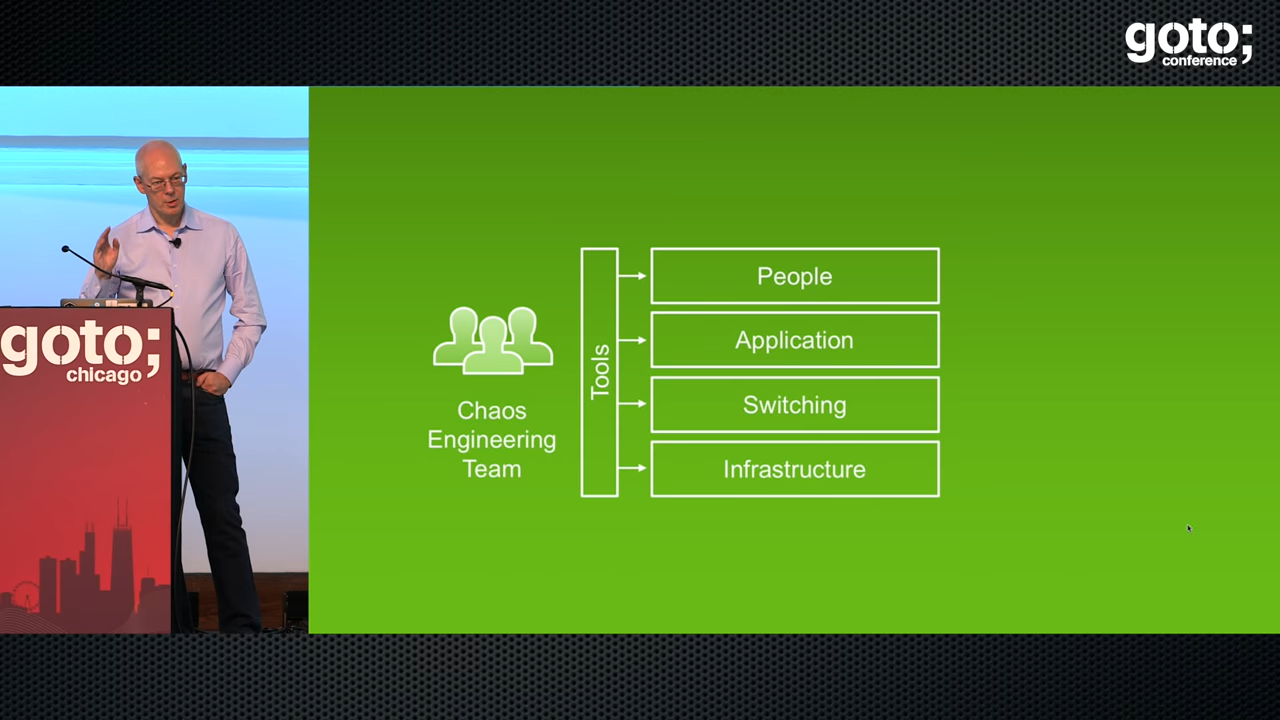 goto;
conference
goto;
chicago
Chaos
Engineering
Team
Tools
People
Application
Switching
Infrastructure